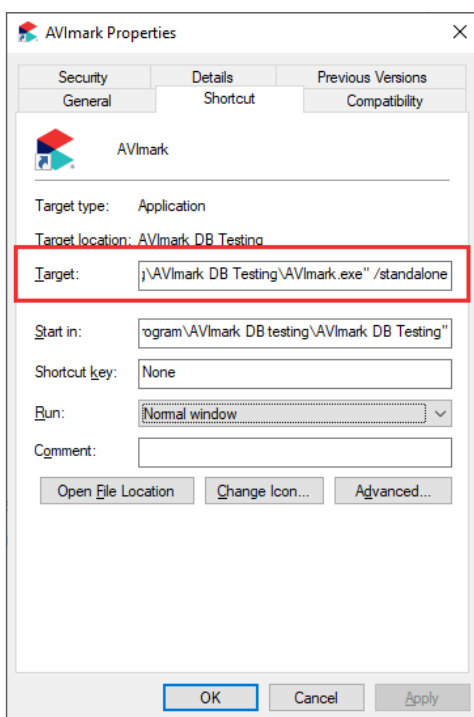 AVImark Properties
Security Details Previous Versions
General Shortcut Compatibility
AVImark
Target type: Application
Target location: AVImark DB Testing
Target: \AVImark DB Testing\AVImark.exe" /standalone
Start in: rogram\AVImark DB testing\AVImark DB Testing"
Shortcut key: None
Run: Normal window
Comment:
Open File Location Change Icon... Advanced...
OK Cancel Apply